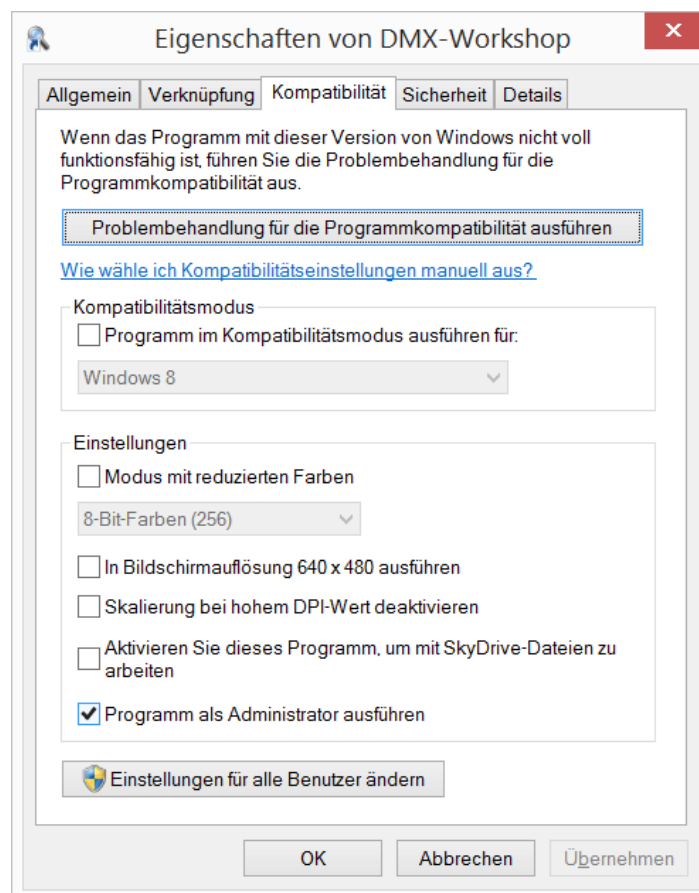 Eigenschaften von DMX-Workshop
Allgemein Verknüpfung Kompatibilität Sicherheit Details
Wenn das Programm mit dieser Version von Windows nicht voll
funktionsfähig ist, führen Sie die Problembehandlung für die
Programmkompatibilität aus.
Problembehandlung für die Programmkompatibilität ausführen
Wie wähle ich Kompatibilitätseinstellungen manuell aus?
Kompatibilitätsmodus
Programm im Kompatibilitätsmodus ausführen für:
Windows 8
Einstellungen
Modus mit reduzierten Farben
8-Bit-Farben (256)
In Bildschirmauflösung 640 x 480 ausführen
Skalierung bei hohem DPI-Wert deaktivieren
Aktivieren Sie dieses Programm, um mit SkyDrive-Dateien zu
arbeiten
Programm als Administrator ausführen
Einstellungen für alle Benutzer ändern
OK Abbrechen Übernehmen